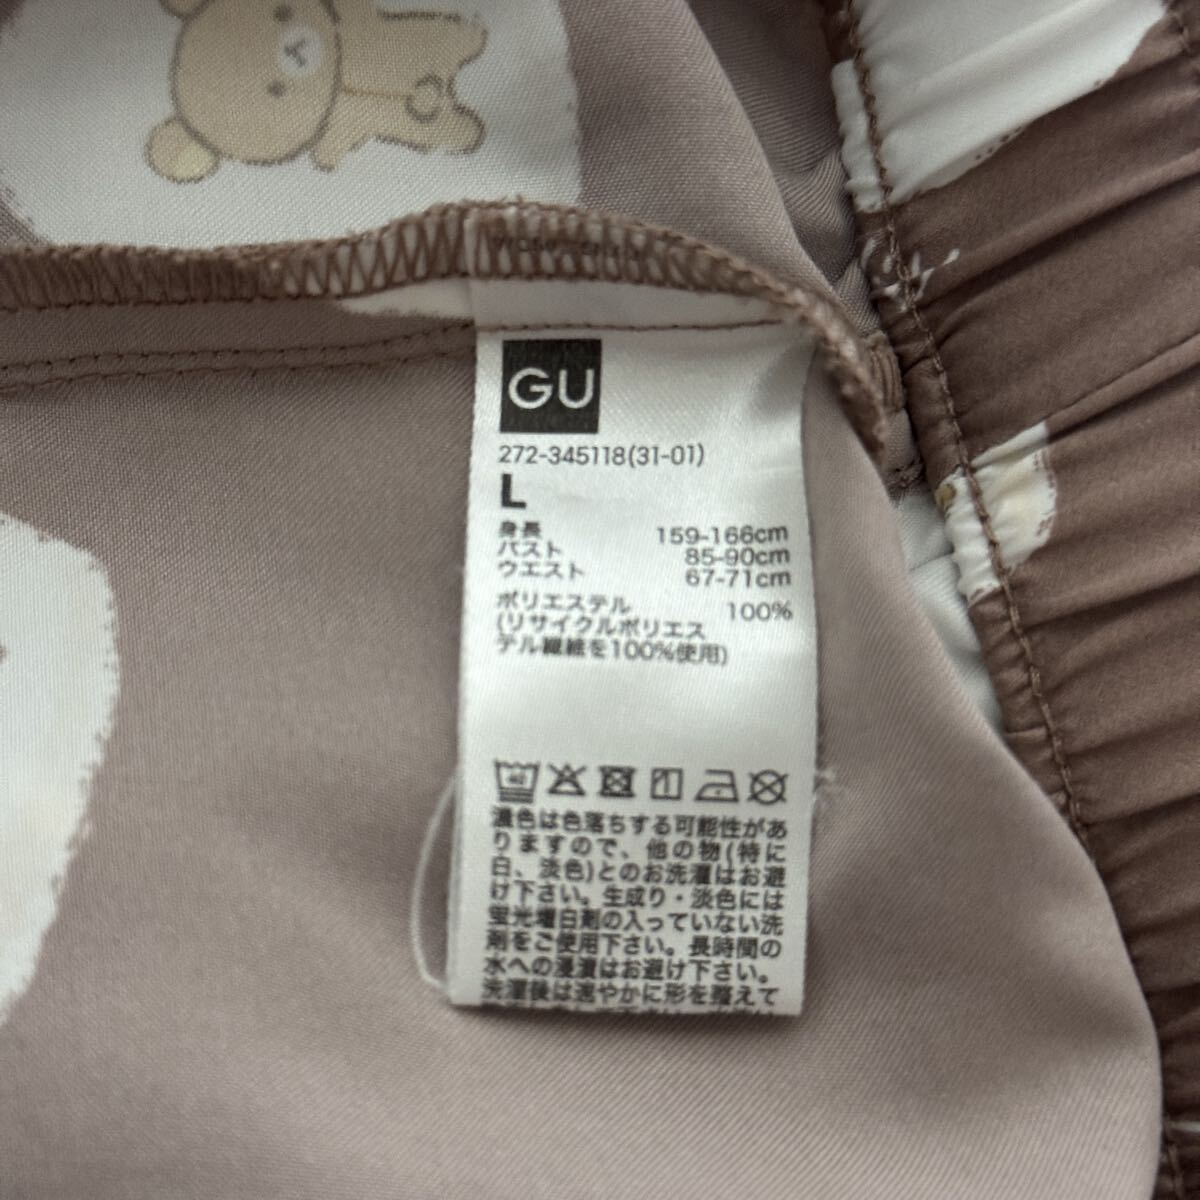 GU
272-345118(31-01)
L
身長 159-166cm
バスト 85-90cm
ウエスト 67-71cm
ポリエステル 100%
(リサイクルポリエス
テル繊維を100%使用)
40
濃色は色落ちする可能性があ
りますので、他の物(特に
白、淡色)とのお洗濯はお避
け下さい。生成り・淡色には
蛍光増白剤の入っていない洗
剤をご使用下さい。長時間の
水への浸漬はお避け下さい。
洗濯後は速やかに形を整えて